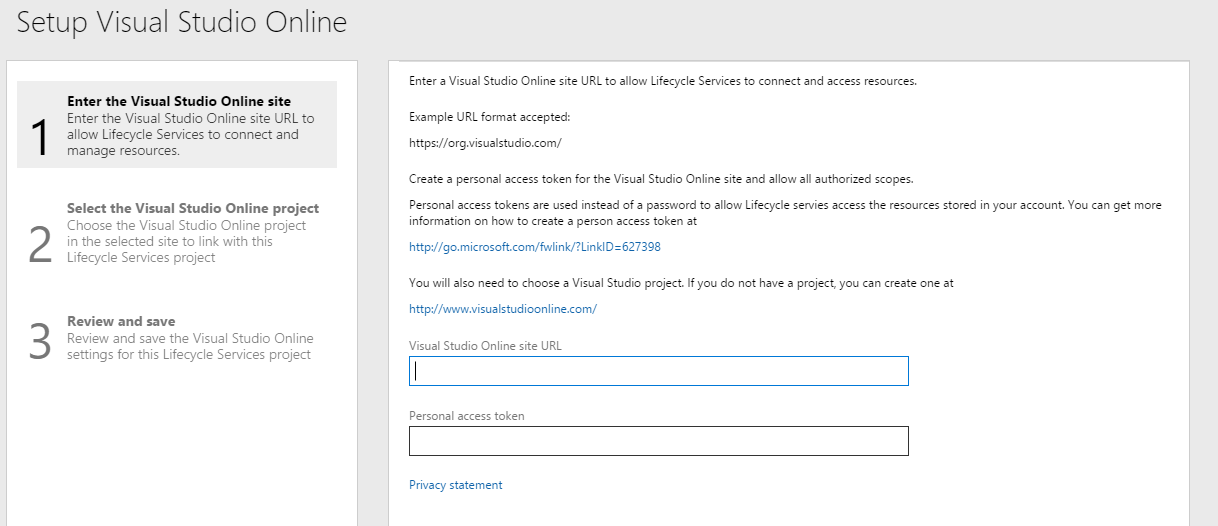 Setup Visual Studio Online
1
Enter the Visual Studio Online site
Enter the Visual Studio Online site URL to
allow Lifecycle Services to connect and
manage resources.
2
Select the Visual Studio Online project
Choose the Visual Studio Online project
in the selected site to link with this
Lifecycle Services project
3
Review and save
Review and save the Visual Studio Online
settings for this Lifecycle Services project
Enter a Visual Studio Online site URL to allow Lifecycle Services to connect and access resources.
Example URL format accepted:
https://org.visualstudio.com/
Create a personal access token for the Visual Studio Online site and allow all authorized scopes.
Personal access tokens are used instead of a password to allow Lifecycle servies access the resources stored in your account. You can get more
information on how to create a person access token at
http://go.microsoft.com/fwlink/?LinkID=627398
You will also need to choose a Visual Studio project. If you do not have a project, you can create one at
http://www.visualstudioonline.com/
Visual Studio Online site URL
Personal access token
Privacy statement